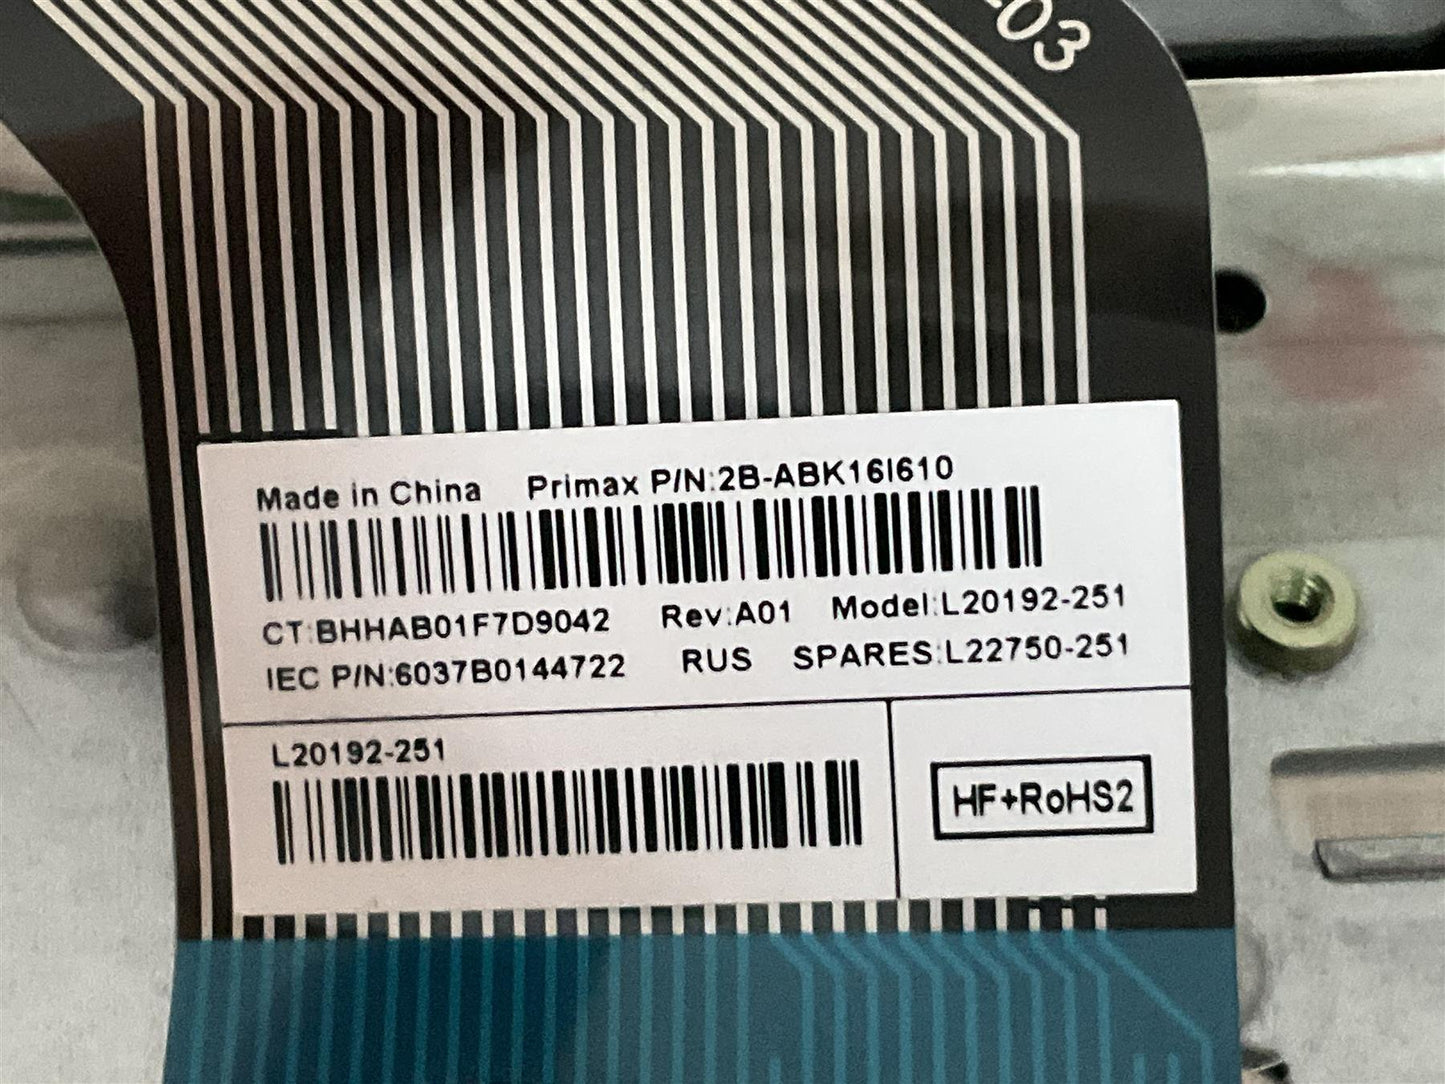 03
Made in China Primax P/N:2B-ABK16I610
CT:BHHAB01F7D9042 Rev:A01 Model:L20192-251
IEC P/N:6037B0144722 RUS SPARES:L22750-251
L20192-251
HF+RoHS2